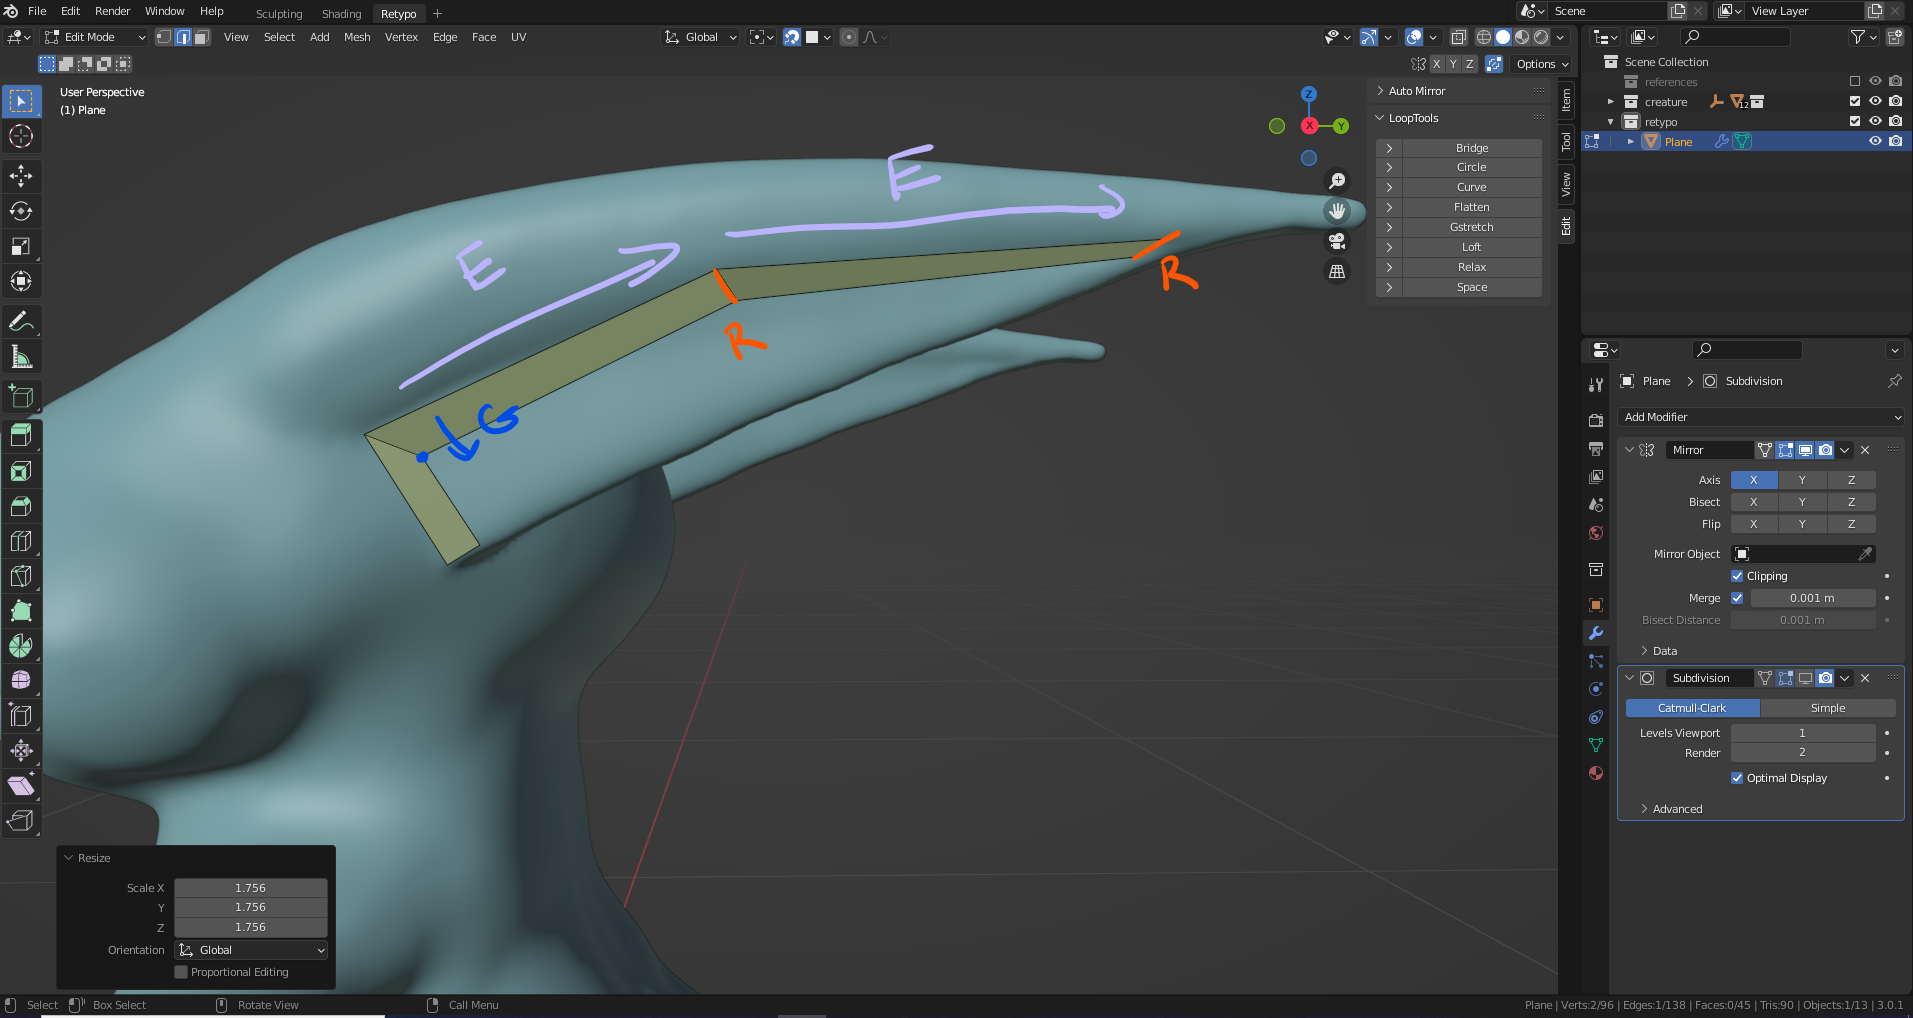 File Edit Render Window Help Sculpting Shading Retypo + Scene View Layer
Edit Mode View Select Add Mesh Vertex Edge Face UV Global
X Y Z Options
User Perspective
(1) Plane
Z
X
Y
Auto Mirror
LoopTools
Bridge
Circle
Curve
Flatten
Gstretch
Loft
Relax
Space
Item
Tool
View
Edit
E
E
R
R
G
Scene Collection
references
creature 12
retypo
Plane
Plane > Subdivision
Add Modifier
Mirror
Axis X Y Z
Bisect X Y Z
Flip X Y Z
Mirror Object
Clipping
Merge 0.001 m
Bisect Distance 0.001 m
Data
Subdivision
Catmull-Clark Simple
Levels Viewport 1
Render 2
Optimal Display
Advanced
Resize
Scale X 1.756
Y 1.756
Z 1.756
Orientation Global
Proportional Editing
Select Box Select Rotate View Call Menu
Plane | Verts:2/96 | Edges:1/138 | Faces:0/45 | Tris:90 | Objects:1/13 | 3.0.1